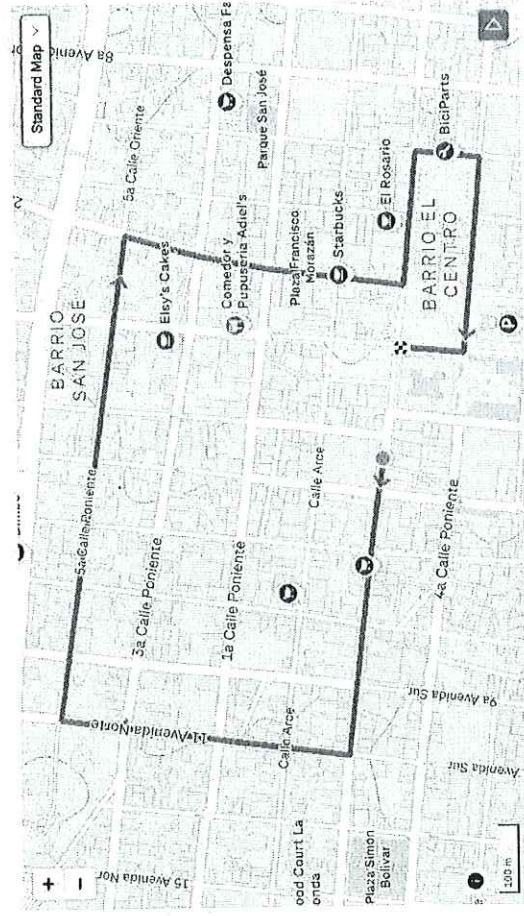 Standard Map
8a Avenid
5a Calle Oriente
Despensa Fa
Parque San José
BARRIO
SAN JOSE
Elsy's Cakes
Comedor y
Pupuseria Adiel's
Plaza Francisco
Morazán
Starbucks
El Rosario
BARRIO EL
CENTRO
BiciParts
P
5a Calle Poniente
3a Calle Poniente
1a Calle Poniente
Calle Arce
4a Calle Poniente
11 Avenida Norte
Calle Arce
9a Avenida Sur
Avenida Sur
15 Avenida Nor
ood Court La
onda
Plaza Simon
Bolivar
+
−
100 m
i